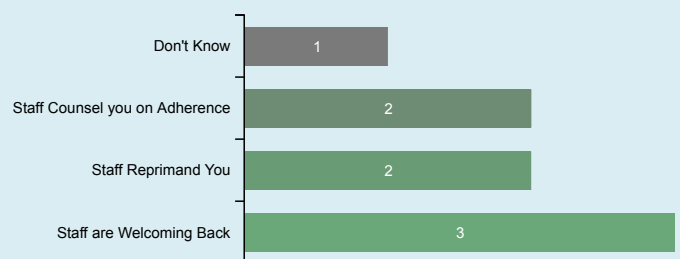 Don't Know 1
Staff Counsel you on Adherence 2
Staff Reprimand You 2
Staff are Welcoming Back 3